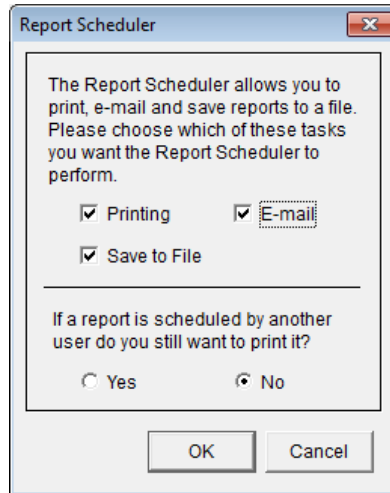 Report Scheduler
The Report Scheduler allows you to
print, e-mail and save reports to a file.
Please choose which of these tasks
you want the Report Scheduler to
perform.
Printing E-mail
Save to File
If a report is scheduled by another
user do you still want to print it?
Yes No
OK Cancel